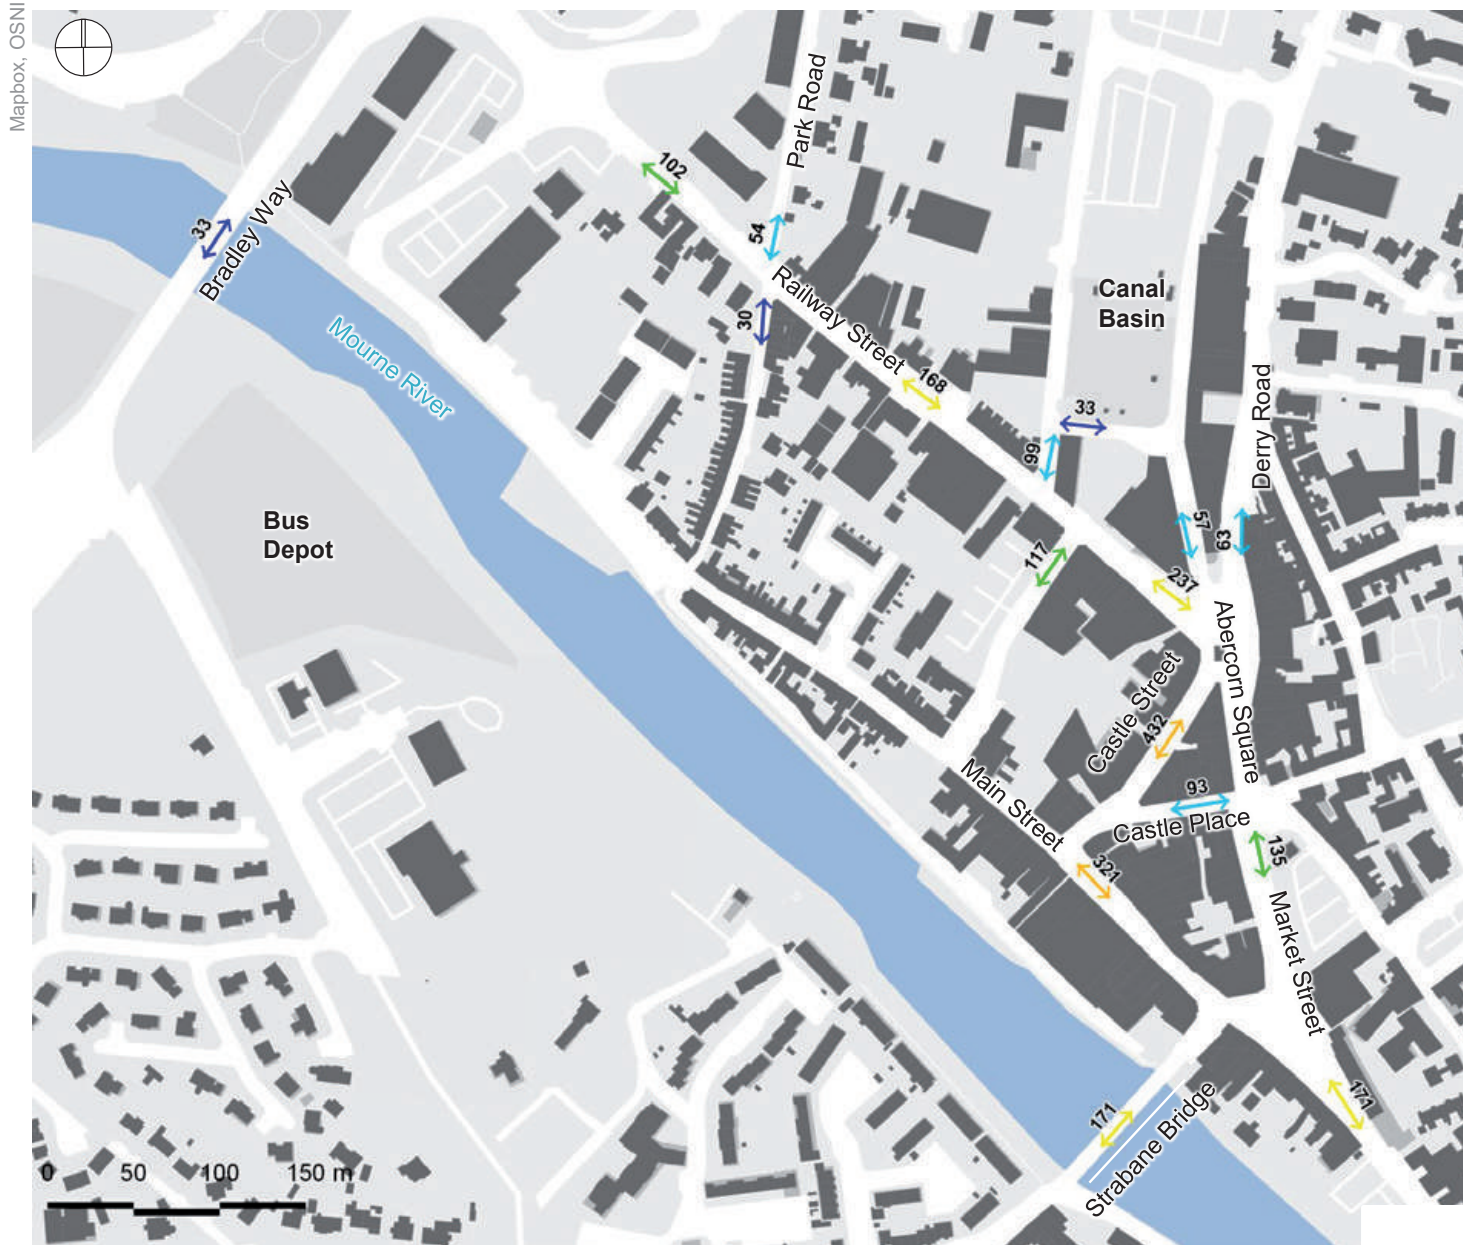 Mapbox, OSNI
Park Road
102
33
Bradley Way
54
Railway Street
30
Canal
Basin
Mourne River
168
33
99
Derry Road
Bus
Depot
57
63
117
237
Abercorn Square
Castle Street
432
Main Street
93
Castle Place
321
135
Market Street
171
171
Strabane Bridge
0 50 100 150 m